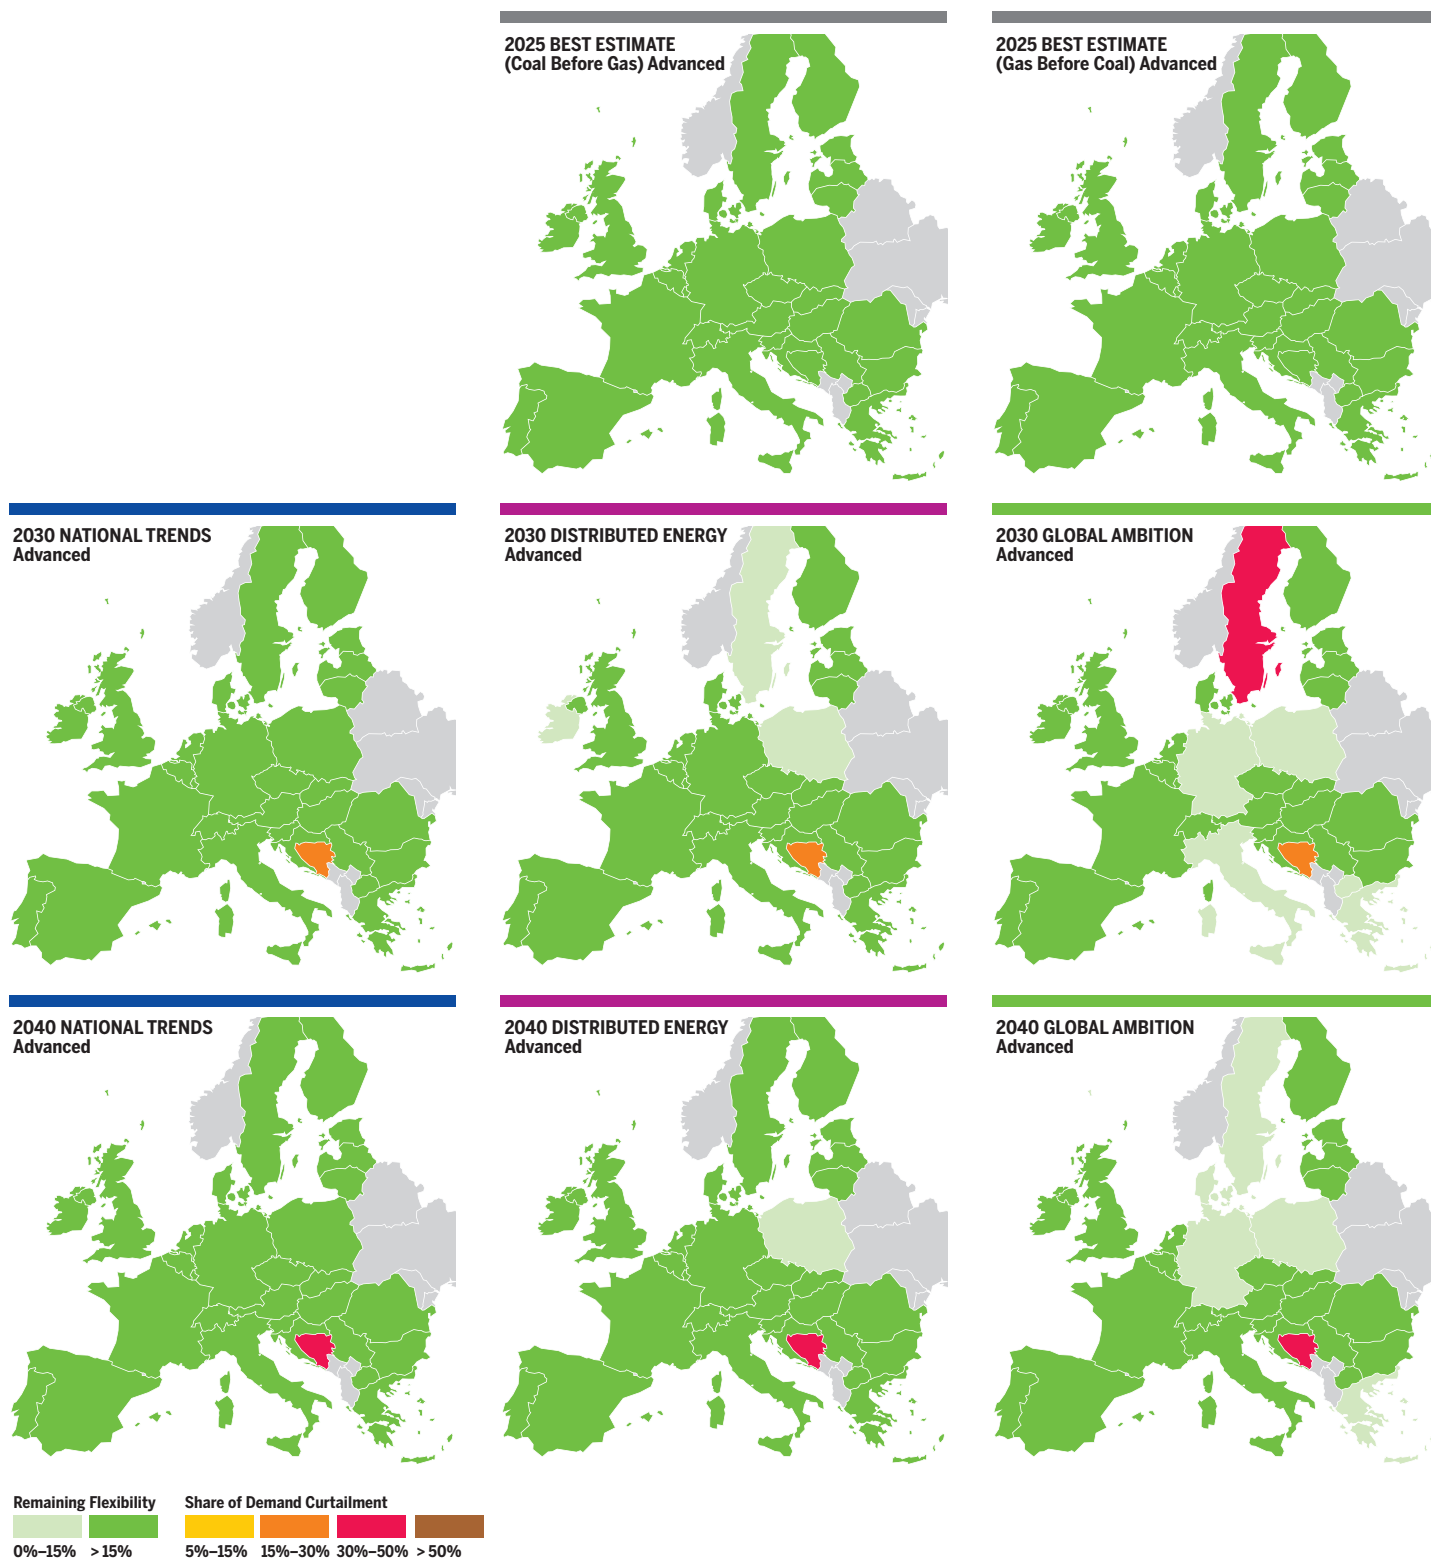 2025 BEST ESTIMATE
(Coal Before Gas) Advanced
2025 BEST ESTIMATE
(Gas Before Coal) Advanced
2030 NATIONAL TRENDS
Advanced
2030 DISTRIBUTED ENERGY
Advanced
2030 GLOBAL AMBITION
Advanced
2040 NATIONAL TRENDS
Advanced
2040 DISTRIBUTED ENERGY
Advanced
2040 GLOBAL AMBITION
Advanced
Remaining Flexibility
0%–15% > 15%
Share of Demand Curtailment
5%–15% 15%–30% 30%–50% > 50%